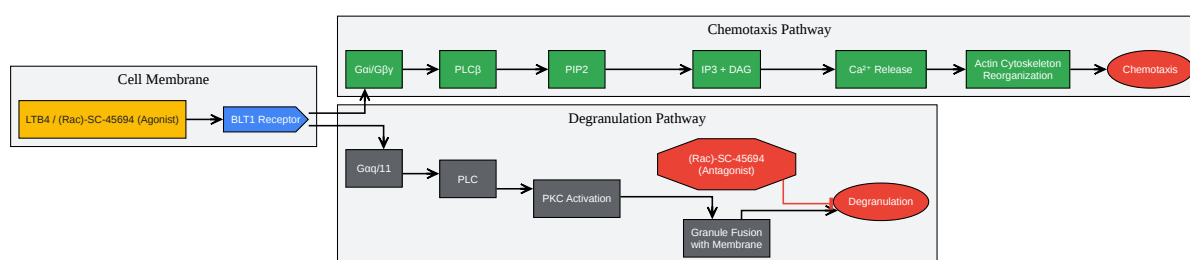 Chemotaxis Pathway
Gαi/Gβγ
PLCβ
PIP2
IP3 + DAG
Ca²⁺ Release
Actin Cytoskeleton
Reorganization
Chemotaxis
Cell Membrane
LTB4 / (Rac)-SC-45694 (Agonist)
BLT1 Receptor
Degranulation Pathway
Gαq/11
PLC
PKC Activation
(Rac)-SC-45694
(Antagonist)
Granule Fusion
with Membrane
Degranulation